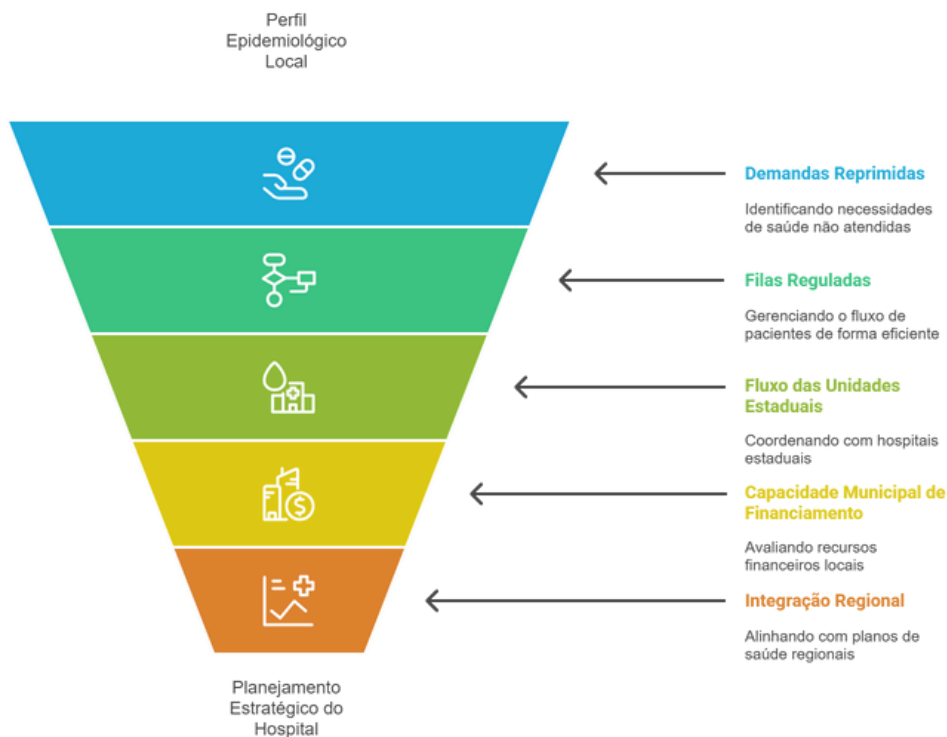 Perfil
Epidemiológico
Local
Demandas Reprimidas
Identificando necessidades
de saúde não atendidas
Filas Reguladas
Gerenciando o fluxo de
pacientes de forma eficiente
Fluxo das Unidades
Estaduais
Coordenando com hospitais
estaduais
Capacidade Municipal de
Financiamento
Avaliando recursos
financeiros locais
$
Integração Regional
Alinhando com planos de
saúde regionais
Planejamento
Estratégico do
Hospital